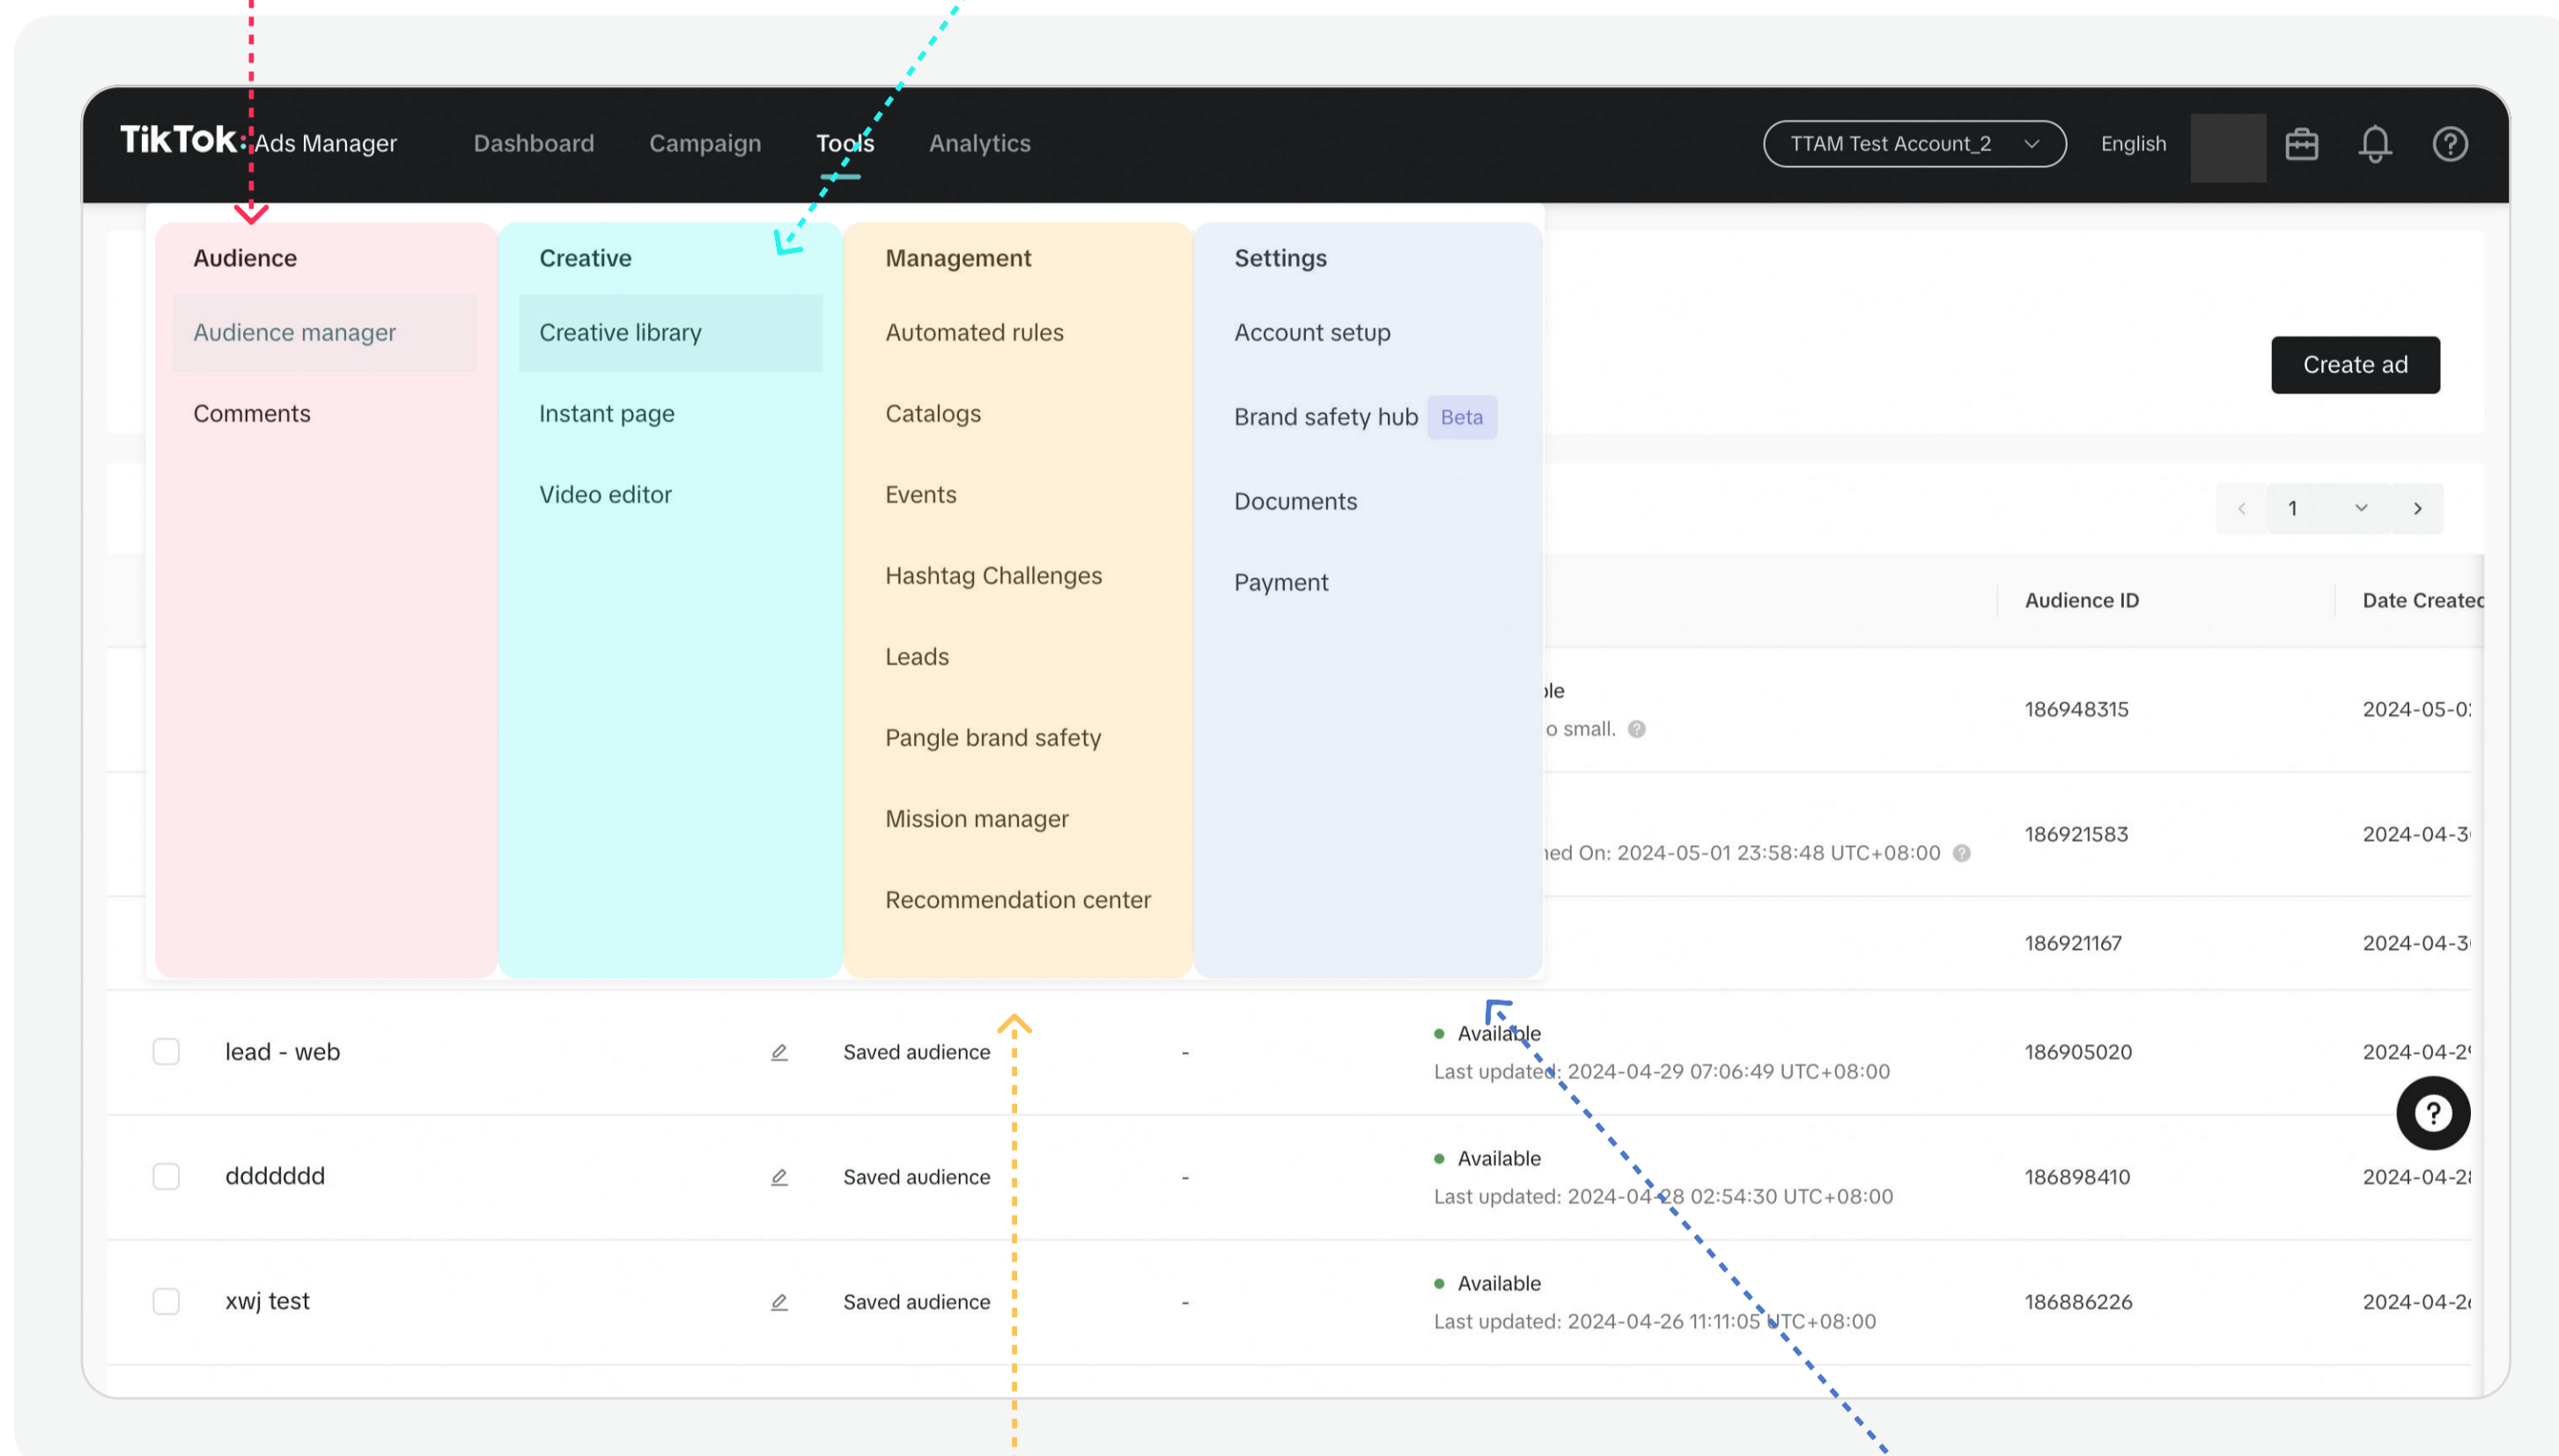 TikTok: Ads Manager Dashboard Campaign Tools Analytics TTAM Test Account_2 English
Audience
Audience manager
Comments
Creative
Creative library
Instant page
Video editor
Management
Automated rules
Catalogs
Events
Hashtag Challenges
Leads
Pangle brand safety
Mission manager
Recommendation center
Settings
Account setup
Brand safety hub Beta
Documents
Payment
Create ad
1
Audience ID Date Created
186948315
small.
186921583
On: 2024-05-01 23:58:48 UTC+08:00
186921167
lead - web Saved audience - Available 186905020
Last updated: 2024-04-29 07:06:49 UTC+08:00
ddddddd Saved audience - Available 186898410
Last updated: 2024-04-28 02:54:30 UTC+08:00
xwj test Saved audience - Available 186886226
Last updated: 2024-04-26 11:11:05 UTC+08:00